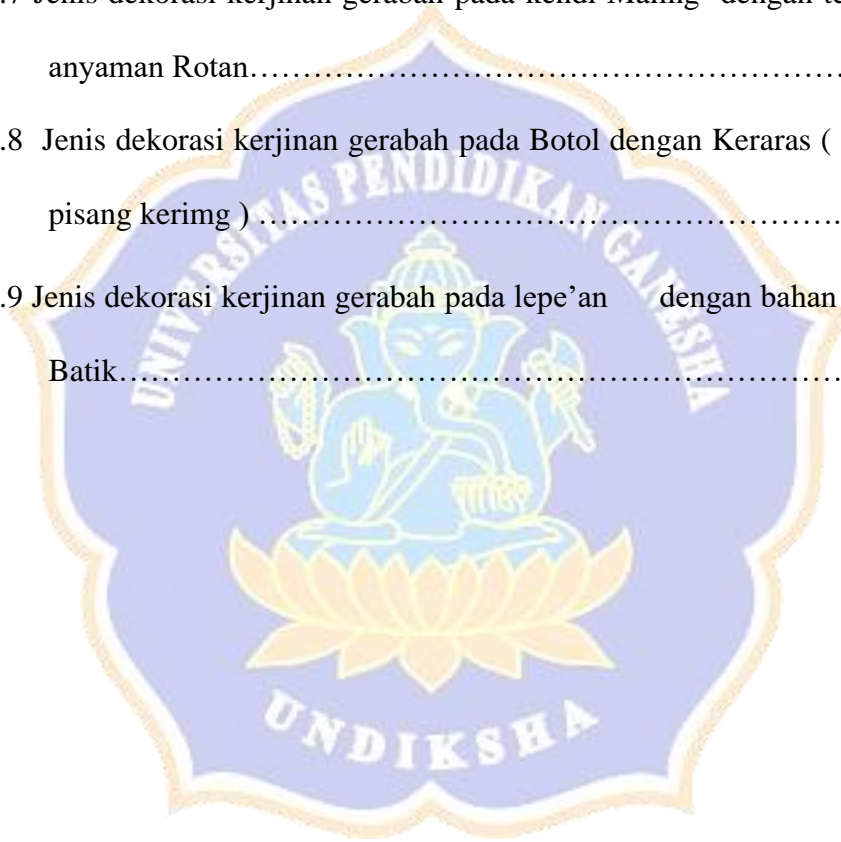 .7 Jenis dekorasi kerjinan gerabah pada kendi Maling dengan te
anyaman Rotan………………………………………………
.8 Jenis dekorasi kerjinan gerabah pada Botol dengan Keraras (
pisang kerimg ) ……………………………………………….
.9 Jenis dekorasi kerjinan gerabah pada lepe’an dengan bahan
Batik…………………………………………………………
UNIVERSITAS PENDIDIKAN GANESHA
UNDIKSHA